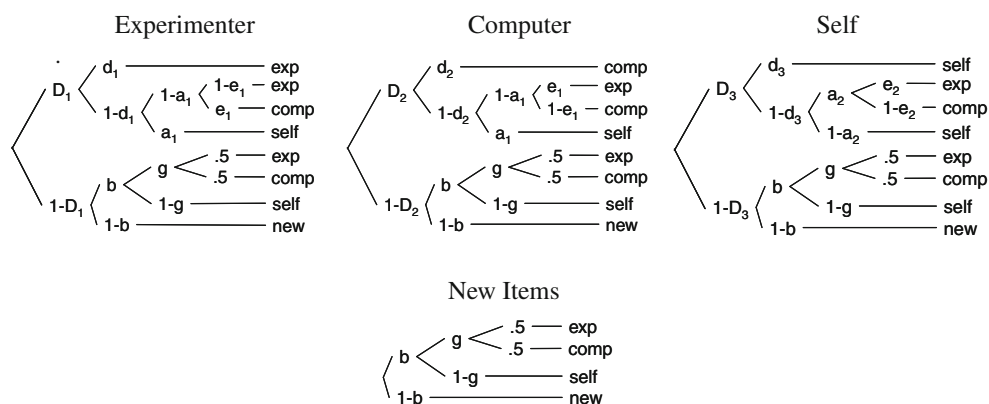 Experimenter
D1 d1 exp
1-d1 1-a1 1-e1 exp
e1 comp
a1 self
1-D1 b g .5 exp
.5 comp
1-g self
1-b new
Computer
D2 d2 comp
1-d2 1-a1 e1 exp
1-e1 comp
a1 self
1-D2 b g .5 exp
.5 comp
1-g self
1-b new
Self
D3 d3 self
1-d3 a2 e2 exp
1-e2 comp
1-a2 self
1-D3 b g .5 exp
.5 comp
1-g self
1-b new
New Items
b g .5 exp
.5 comp
1-g self
1-b new